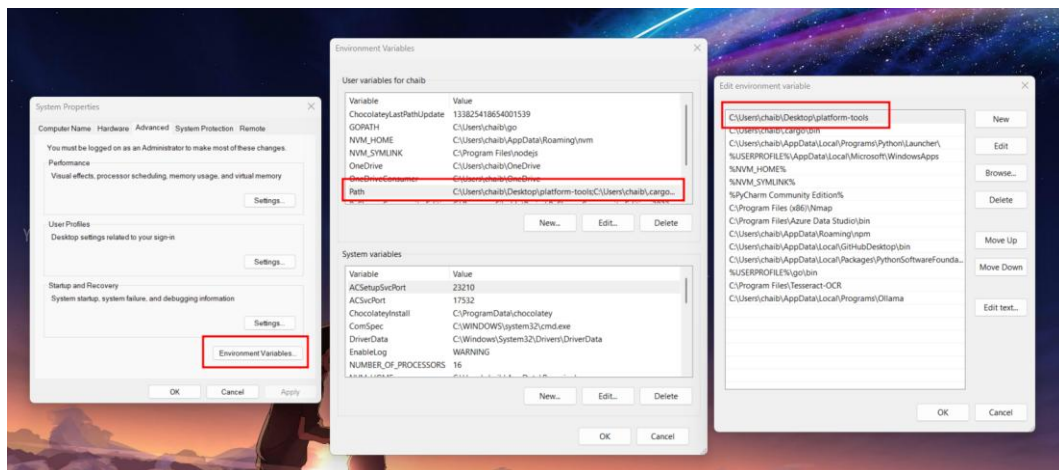 System Properties
Computer Name Hardware Advanced System Protection Remote
You must be logged on as an Administrator to make most of these changes.
Performance
Visual effects, processor scheduling, memory usage, and virtual memory
Settings...
User Profiles
Desktop settings related to your sign-in
Settings...
Startup and Recovery
System startup, system failure, and debugging information
Settings...
Environment Variables...
OK Cancel Apply
Environment Variables
User variables for chaib
Variable Value
ChocolateyLastPathUpdate 133825418654001539
GOPATH C:\Users\chaib\go
NVM_HOME C:\Users\chaib\AppData\Roaming\nvm
NVM_SYMLINK C:\Program Files\nodejs
OneDrive C:\Users\chaib\OneDrive
OneDriveConsumer C:\Users\chaib\OneDrive
Path C:\Users\chaib\Desktop\platform-tools;C:\Users\chaib\.cargo...
New... Edit... Delete
System variables
Variable Value
ACSetupSvcPort 23210
ACSvcPort 17532
ChocolateyInstall C:\ProgramData\chocolatey
ComSpec C:\WINDOWS\system32\cmd.exe
DriverData C:\Windows\System32\Drivers\DriverData
EnableLog WARNING
NUMBER_OF_PROCESSORS 16
New... Edit... Delete
OK Cancel
Edit environment variable
C:\Users\chaib\Desktop\platform-tools
C:\Users\chaib\.cargo\bin
C:\Users\chaib\AppData\Local\Programs\Python\Launcher\
%USERPROFILE%\AppData\Local\Microsoft\WindowsApps
%NVM_HOME%
%NVM_SYMLINK%
%PyCharm Community Edition%
C:\Program Files (x86)\Nmap
C:\Program Files\Azure Data Studio\bin
C:\Users\chaib\AppData\Roaming\npm
C:\Users\chaib\AppData\Local\GitHubDesktop\bin
C:\Users\chaib\AppData\Local\Packages\PythonSoftwareFounda...
%USERPROFILE%\go\bin
C:\Program Files\Tesseract-OCR
C:\Users\chaib\AppData\Local\Programs\Ollama
New
Edit
Browse...
Delete
Move Up
Move Down
Edit text...
OK Cancel